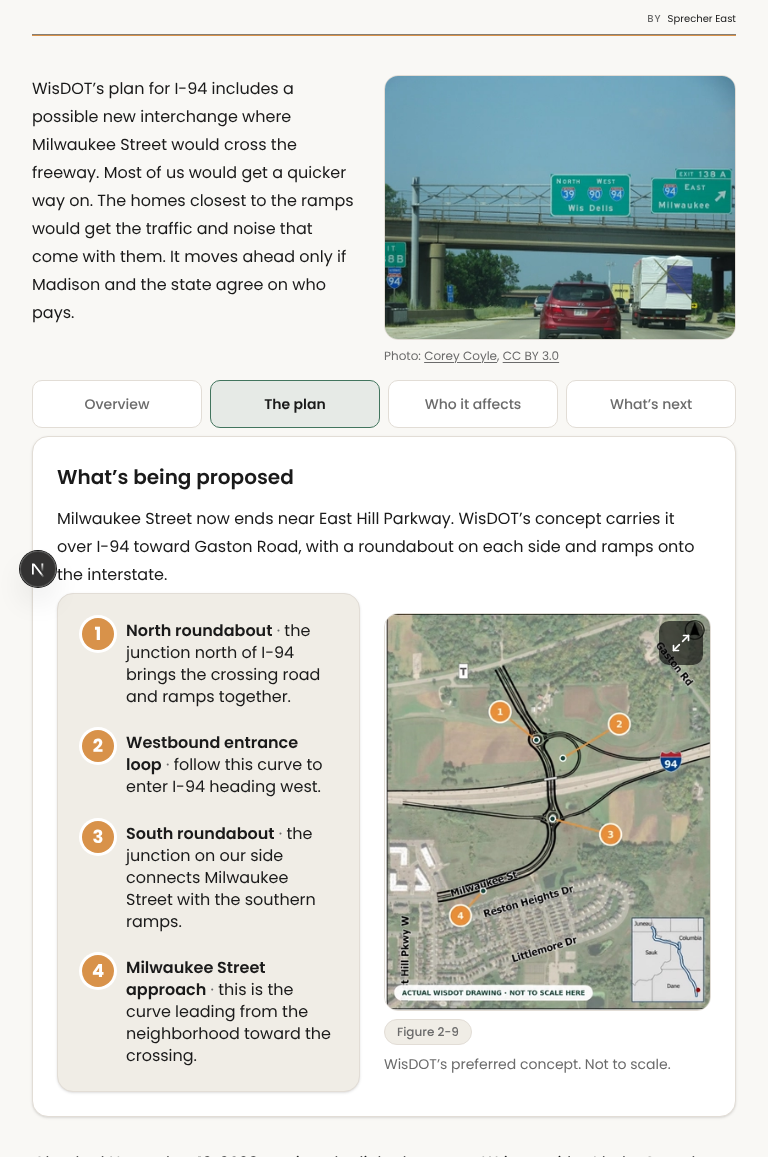 BY Sprecher East
WisDOT’s plan for I-94 includes a
possible new interchange where
Milwaukee Street would cross the
freeway. Most of us would get a quicker
way on. The homes closest to the ramps
would get the traffic and noise that
come with them. It moves ahead only if
Madison and the state agree on who
pays.
NORTH WEST
39 90 94
Wis Dells
EXIT 138 A
94 EAST
Milwaukee
8B
94
Photo: Corey Coyle, CC BY 3.0
Overview
The plan
Who it affects
What’s next
What’s being proposed
Milwaukee Street now ends near East Hill Parkway. WisDOT’s concept carries it
over I-94 toward Gaston Road, with a roundabout on each side and ramps onto
the interstate.
N
1 North roundabout · the
junction north of I-94
brings the crossing road
and ramps together.
2 Westbound entrance
loop · follow this curve to
enter I-94 heading west.
3 South roundabout · the
junction on our side
connects Milwaukee
Street with the southern
ramps.
4 Milwaukee Street
approach · this is the
curve leading from the
neighborhood toward the
crossing.
Gaston Rd
T
1
2
94
3
Milwaukee St
4
Reston Heights Dr
Littlemore Dr
t Hill Pkwy W
Juneau
Columbia
Sauk
Dane
ACTUAL WISDOT DRAWING · NOT TO SCALE HERE
Figure 2-9
WisDOT’s preferred concept. Not to scale.